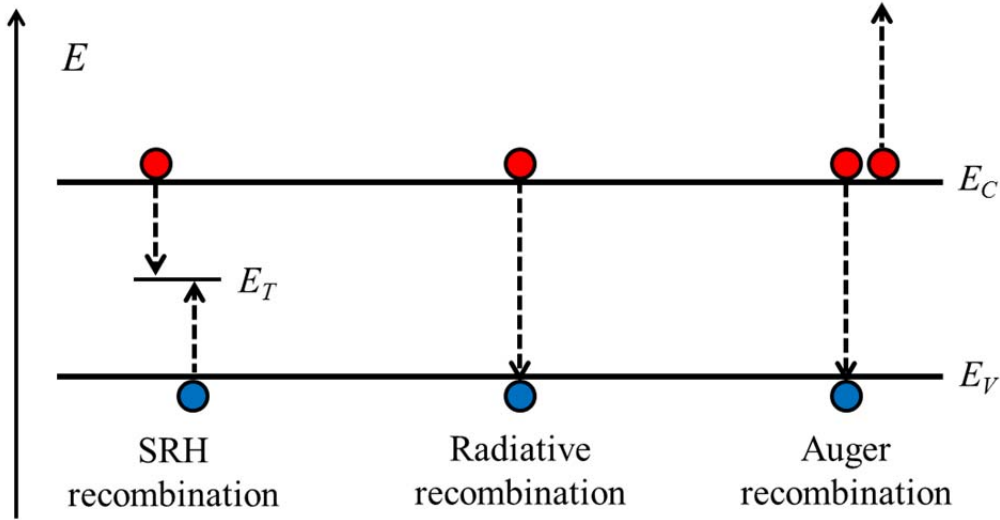 E
E_C
E_T
E_V
SRH
recombination
Radiative
recombination
Auger
recombination